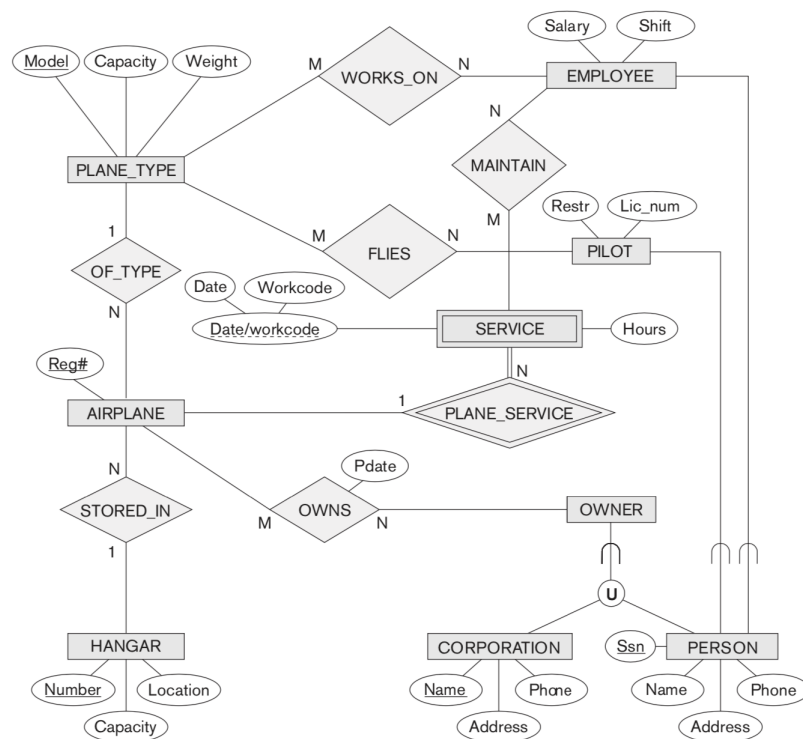 Salary
Shift
Model
Capacity
Weight
M
WORKS_ON
N
EMPLOYEE
N
MAINTAIN
PLANE_TYPE
M
Restr
Lic_num
1
M
FLIES
N
PILOT
OF_TYPE
Date
Workcode
N
Date/workcode
SERVICE
Hours
Reg#
N
1
AIRPLANE
PLANE_SERVICE
Pdate
N
STORED_IN
M
OWNS
N
OWNER
1
U
HANGAR
CORPORATION
Ssn
PERSON
Number
Location
Name
Phone
Name
Phone
Capacity
Address
Address